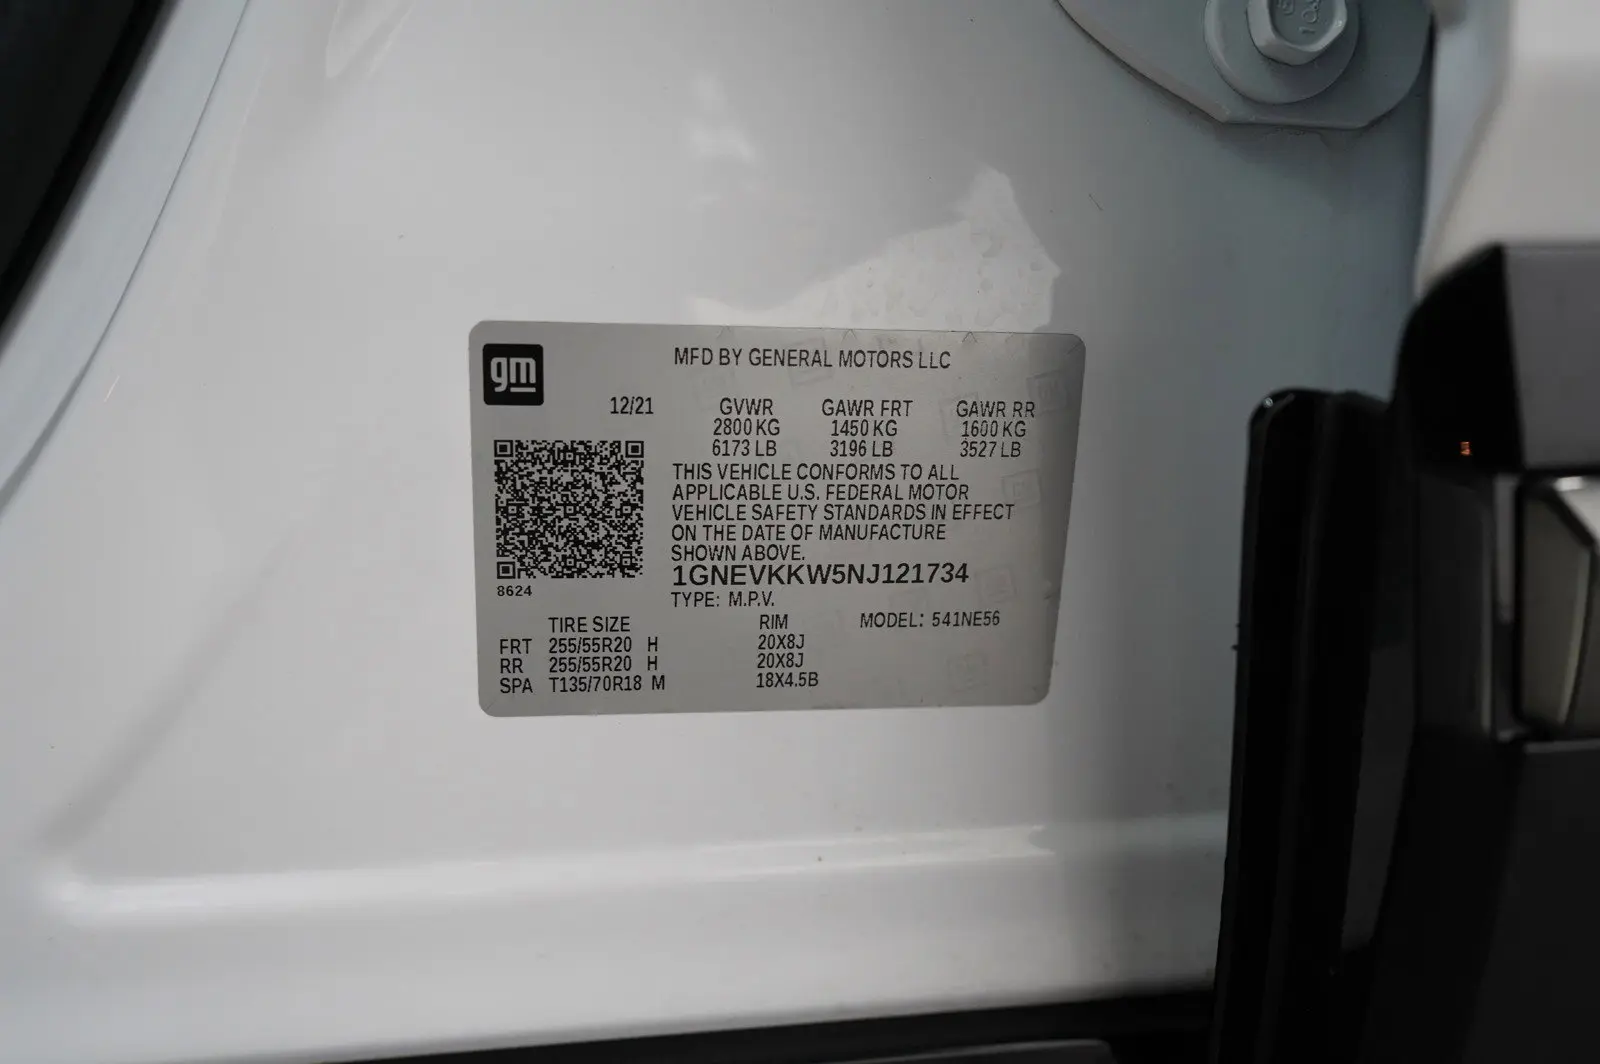 gm
MFD BY GENERAL MOTORS LLC
12/21 GVWR GAWR FRT GAWR RR
2800 KG 1450 KG 1600 KG
6173 LB 3196 LB 3527 LB
THIS VEHICLE CONFORMS TO ALL
APPLICABLE U.S. FEDERAL MOTOR
VEHICLE SAFETY STANDARDS IN EFFECT
ON THE DATE OF MANUFACTURE
SHOWN ABOVE.
1GNEVKKW5NJ121734
8624
TYPE: M.P.V.
TIRE SIZE RIM MODEL: 541NE56
FRT 255/55R20 H 20X8J
RR 255/55R20 H 20X8J
SPA T135/70R18 M 18X4.5B